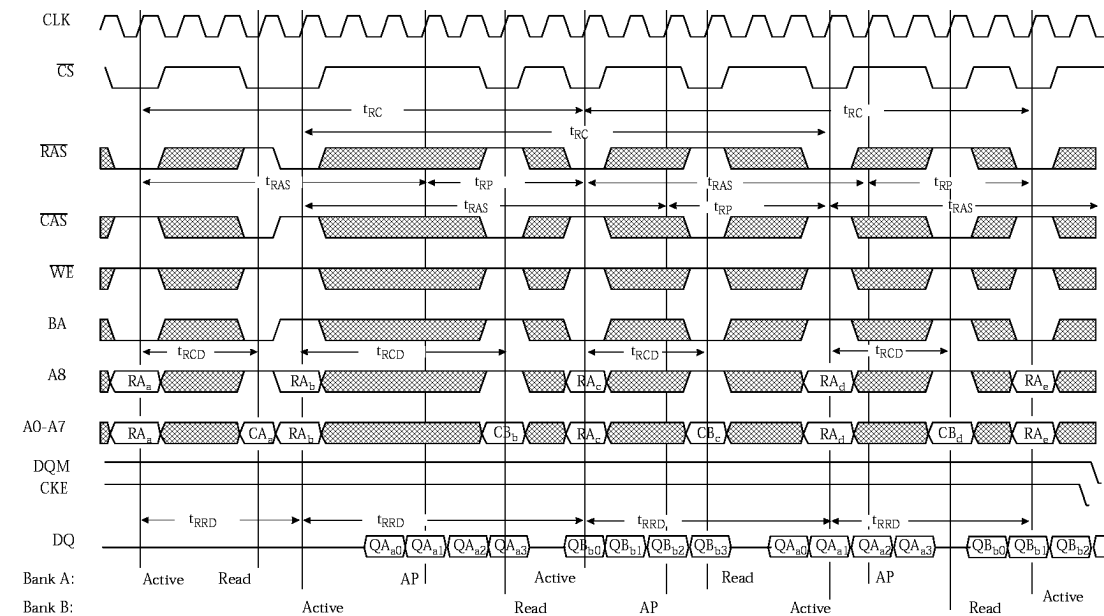 CLK
CS
tRC tRC
tRC
RAS
tRAS tRP tRAS tRP
tRAS tRP tRAS
CAS
WE
BA
tRCD tRCD tRCD tRCD
A8 RAa RAb RAc RAd RAe
A0-A7 RAa CAa RAb CBb RAc CBc RAd CBd RAe
DQM
CKE
tRRD tRRD tRRD tRRD
DQ QAa0 QAa1 QAa2 QAa3 QBb0 QBb1 QBb2 QBb3 QAa0 QAa1 QAa2 QAa3 QBb0 QBb1 QBb2
Bank A: Active Read AP Active Read AP Active
Bank B: Active Read AP Active Read